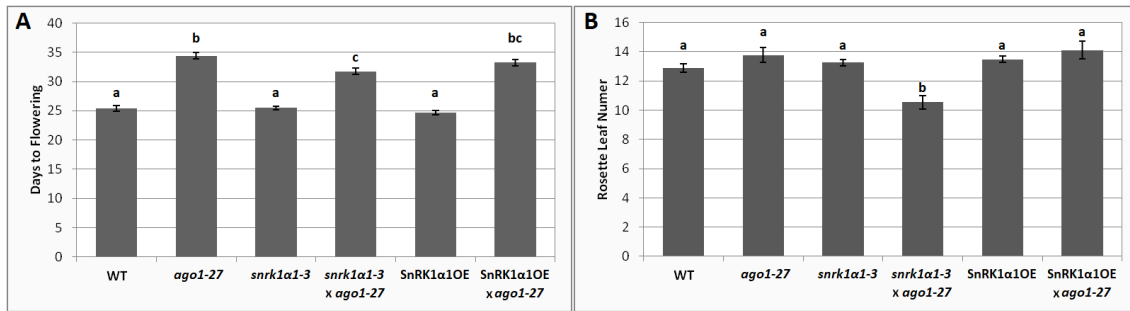 A
Days to Flowering
40
35
30
25
20
15
10
5
0
a
b
a
c
a
bc
WT
ago1-27
snrk1α1-3
snrk1α1-3
x ago1-27
SnRK1α1OE
SnRK1α1OE
x ago1-27
B
Rosette Leaf Numer
16
14
12
10
8
6
4
2
0
a
a
a
b
a
a
WT
ago1-27
snrk1α1-3
snrk1α1-3
x ago1-27
SnRK1α1OE
SnRK1α1OE
x ago1-27